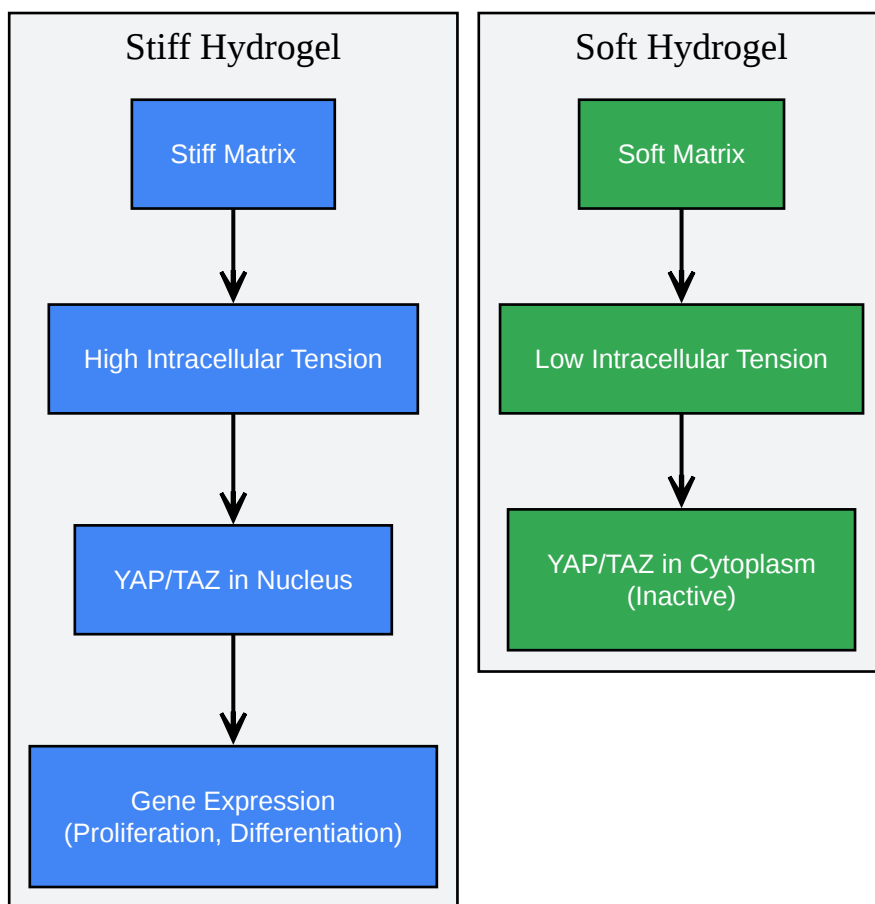 Stiff Hydrogel
Stiff Matrix
High Intracellular Tension
YAP/TAZ in Nucleus
Gene Expression
(Proliferation, Differentiation)
Soft Hydrogel
Soft Matrix
Low Intracellular Tension
YAP/TAZ in Cytoplasm
(Inactive)